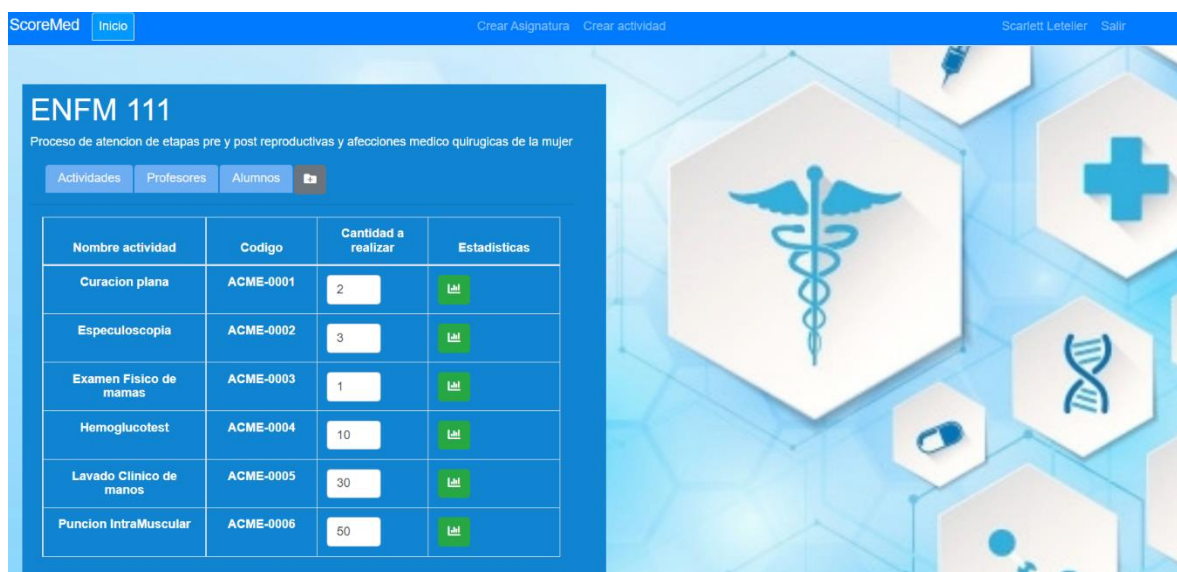 ScoreMed Inicio Crear Asignatura Crear actividad Scarlett Letelier Salir
ENFM 111
Proceso de atencion de etapas pre y post reproductivas y afecciones medico quirugicas de la mujer
Actividades Profesores Alumnos
Nombre actividad Codigo Cantidad a realizar Estadisticas
Curacion plana ACME-0001 2
Especuloscopia ACME-0002 3
Examen Fisico de mamas ACME-0003 1
Hemoglucotest ACME-0004 10
Lavado Clinico de manos ACME-0005 30
Puncion IntraMuscular ACME-0006 50